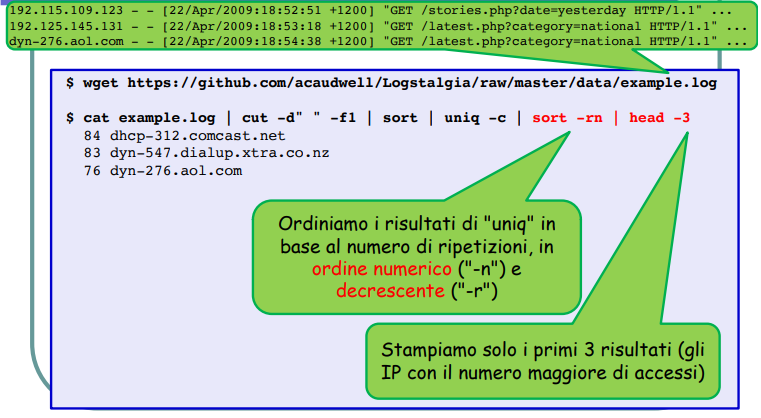 192.115.109.123 - - [22/Apr/2009:18:52:51 +1200] "GET /stories.php?date=yesterday HTTP/1.1" ...
192.125.145.131 - - [22/Apr/2009:18:53:18 +1200] "GET /latest.php?category=national HTTP/1.1" ...
dyn-276.aol.com - - [22/Apr/2009:18:54:38 +1200] "GET /latest.php?category=national HTTP/1.1" ...
$ wget https://github.com/acaudwell/Logstalgia/raw/master/data/example.log
$ cat example.log | cut -d" " -f1 | sort | uniq -c | sort -rn | head -3
84 dhcp-312.comcast.net
83 dyn-547.dialup.xtra.co.nz
76 dyn-276.aol.com
Ordiniamo i risultati di "uniq" in
base al numero di ripetizioni, in
ordine numerico ("-n") e
decrescente ("-r")
Stampiamo solo i primi 3 risultati (gli
IP con il numero maggiore di accessi)